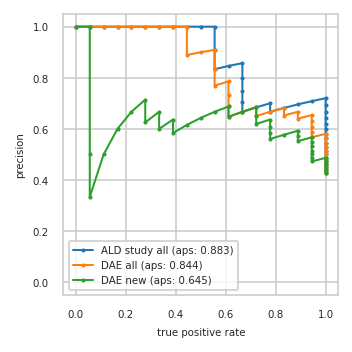 1.0
0.8
0.6
0.4
0.2
0.0
precision
ALD study all (aps: 0.883)
DAE all (aps: 0.844)
DAE new (aps: 0.645)
0.0 0.2 0.4 0.6 0.8 1.0
true positive rate